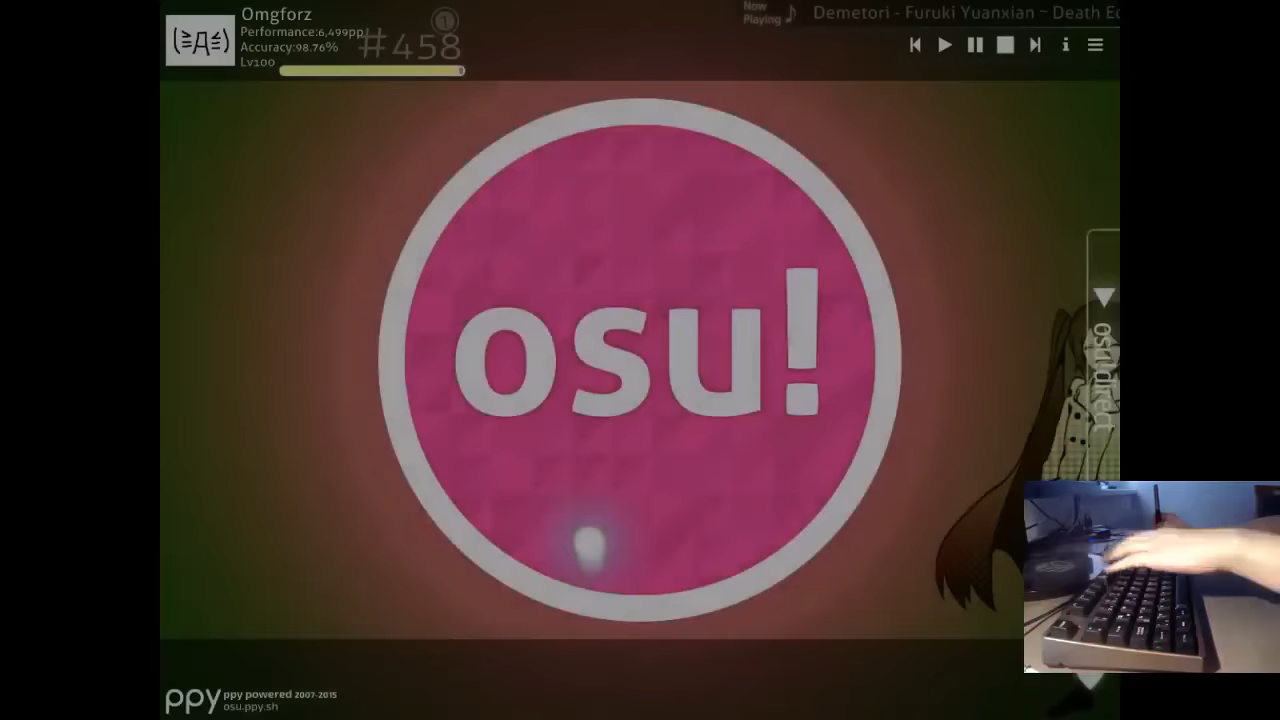 Omgforz
Performance:6,499pp
Accuracy:98.76%
Lv100
#458
1
Now
Playing
Demetori - Furuki Yuanxian ~ Death
osu!
osu!direct
ppy
ppy powered 2007-2015
osu.ppy.sh